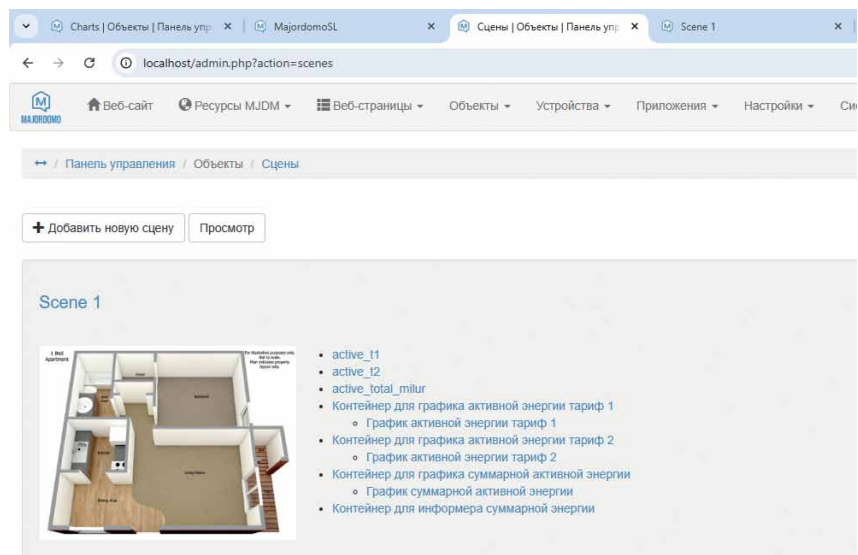 Charts | Объекты | Панель упр
MajordomoSL
Сцены | Объекты | Панель упр
Scene 1
localhost/admin.php?action=scenes
MAJORDOMO
Веб-сайт
Ресурсы MJDM
Веб-страницы
Объекты
Устройства
Приложения
Настройки
Сис
/ Панель управления / Объекты / Сцены
Добавить новую сцену
Просмотр
Scene 1
1 Bed
Apartment
active_t1
active_t2
active_total_milur
Контейнер для графика активной энергии тариф 1
График активной энергии тариф 1
Контейнер для графика активной энергии тариф 2
График активной энергии тариф 2
Контейнер для графика суммарной активной энергии
График суммарной активной энергии
Контейнер для информера суммарной энергии